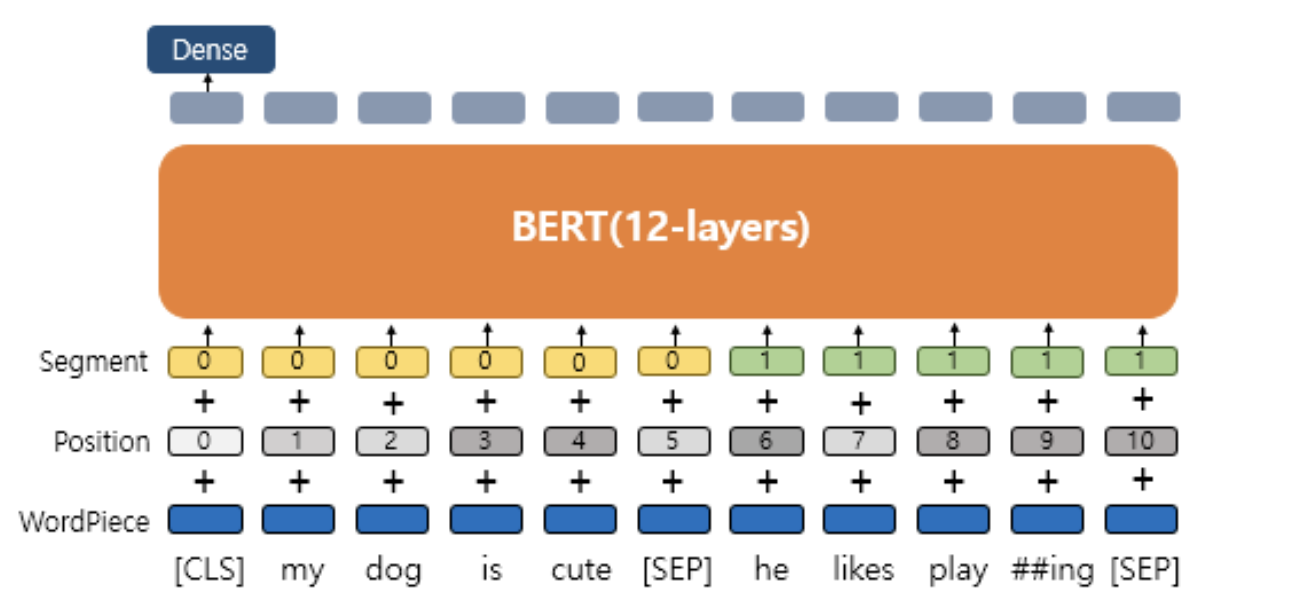 Dense
BERT(12-layers)
Segment 0 0 0 0 0 0 1 1 1 1 1
+ + + + + + + + + + +
Position 0 1 2 3 4 5 6 7 8 9 10
+ + + + + + + + + + +
WordPiece
[CLS] my dog is cute [SEP] he likes play ##ing [SEP]